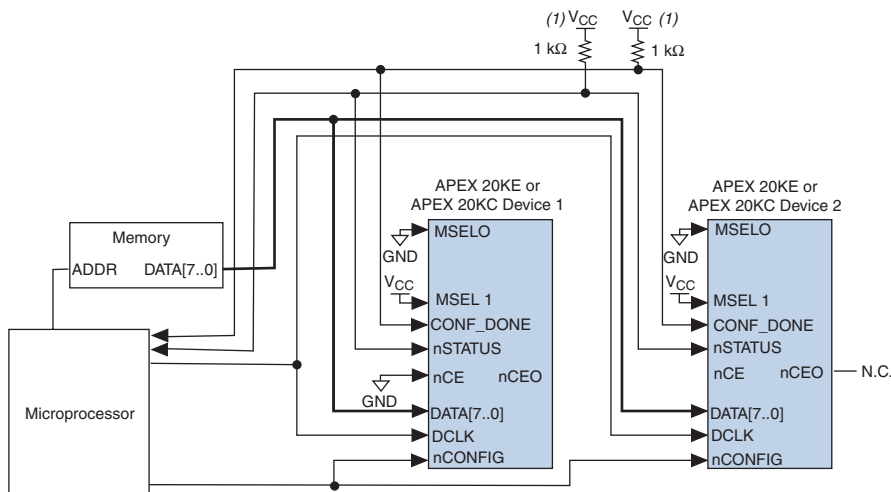 (1) VCC VCC (1)
1 kΩ 1 kΩ
APEX 20KE or
APEX 20KC Device 1
APEX 20KE or
APEX 20KC Device 2
Memory
ADDR DATA[7..0]
Microprocessor
MSELO
GND
VCC
MSEL 1
CONF_DONE
nSTATUS
nCE nCEO
GND
DATA[7..0]
DCLK
nCONFIG
MSELO
GND
VCC
MSEL 1
CONF_DONE
nSTATUS
nCE nCEO N.C.
DATA[7..0]
DCLK
nCONFIG